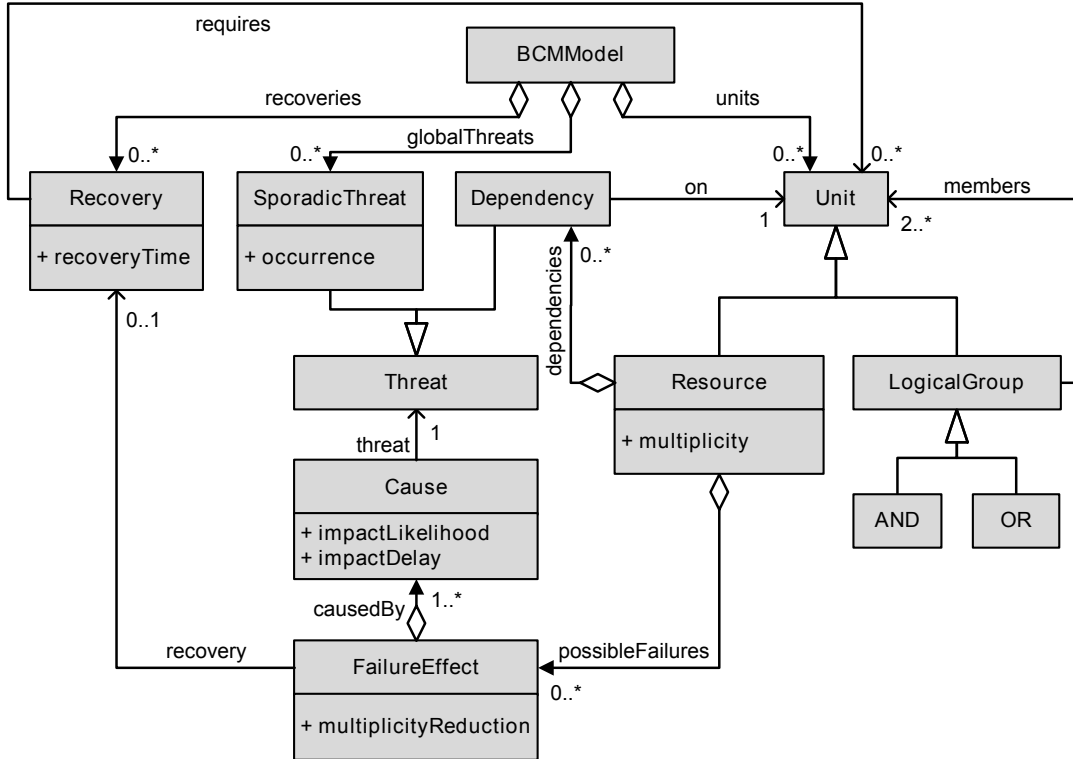 requires
BCMModel
recoveries
units
globalThreats
0..*
0..*
0..*
0..*
Recovery
SporadicThreat
Dependency
on
Unit
members
1
2..*
+ recoveryTime
+ occurrence
0..*
0..1
dependencies
Threat
Resource
LogicalGroup
1
threat
+ multiplicity
Cause
AND
OR
+ impactLikelihood
+ impactDelay
causedBy
1..*
recovery
FailureEffect
possibleFailures
0..*
+ multiplicityReduction